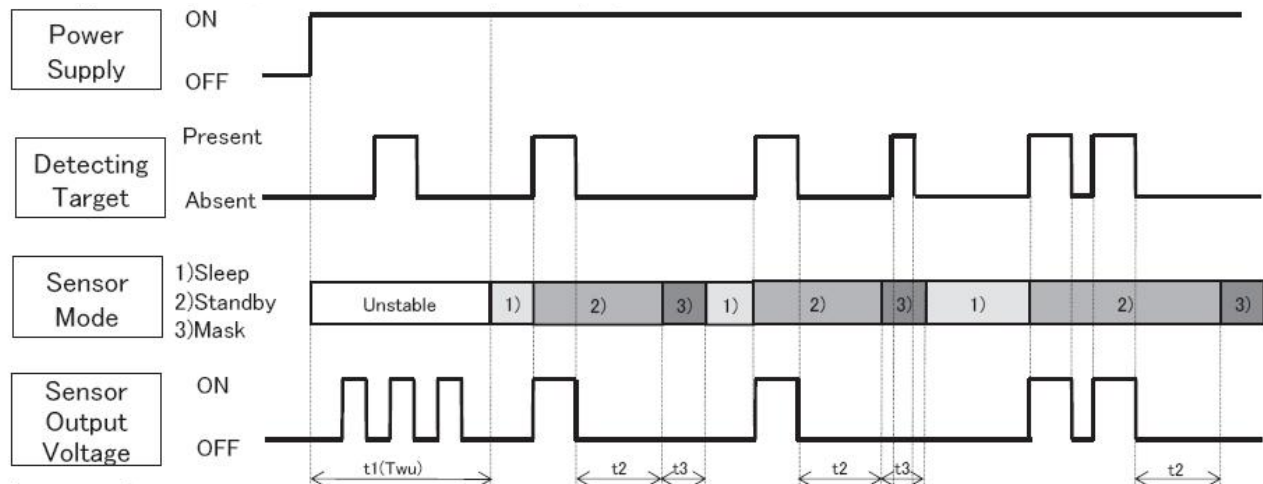 Power
Supply
ON
OFF
Detecting
Target
Present
Absent
Sensor
Mode
1)Sleep
2)Standby
3)Mask
Unstable
1)
2)
3)
1)
2)
3)
1)
2)
3)
Sensor
Output
Voltage
ON
OFF
t1(Twu)
t2
t3
t2
t3
t2